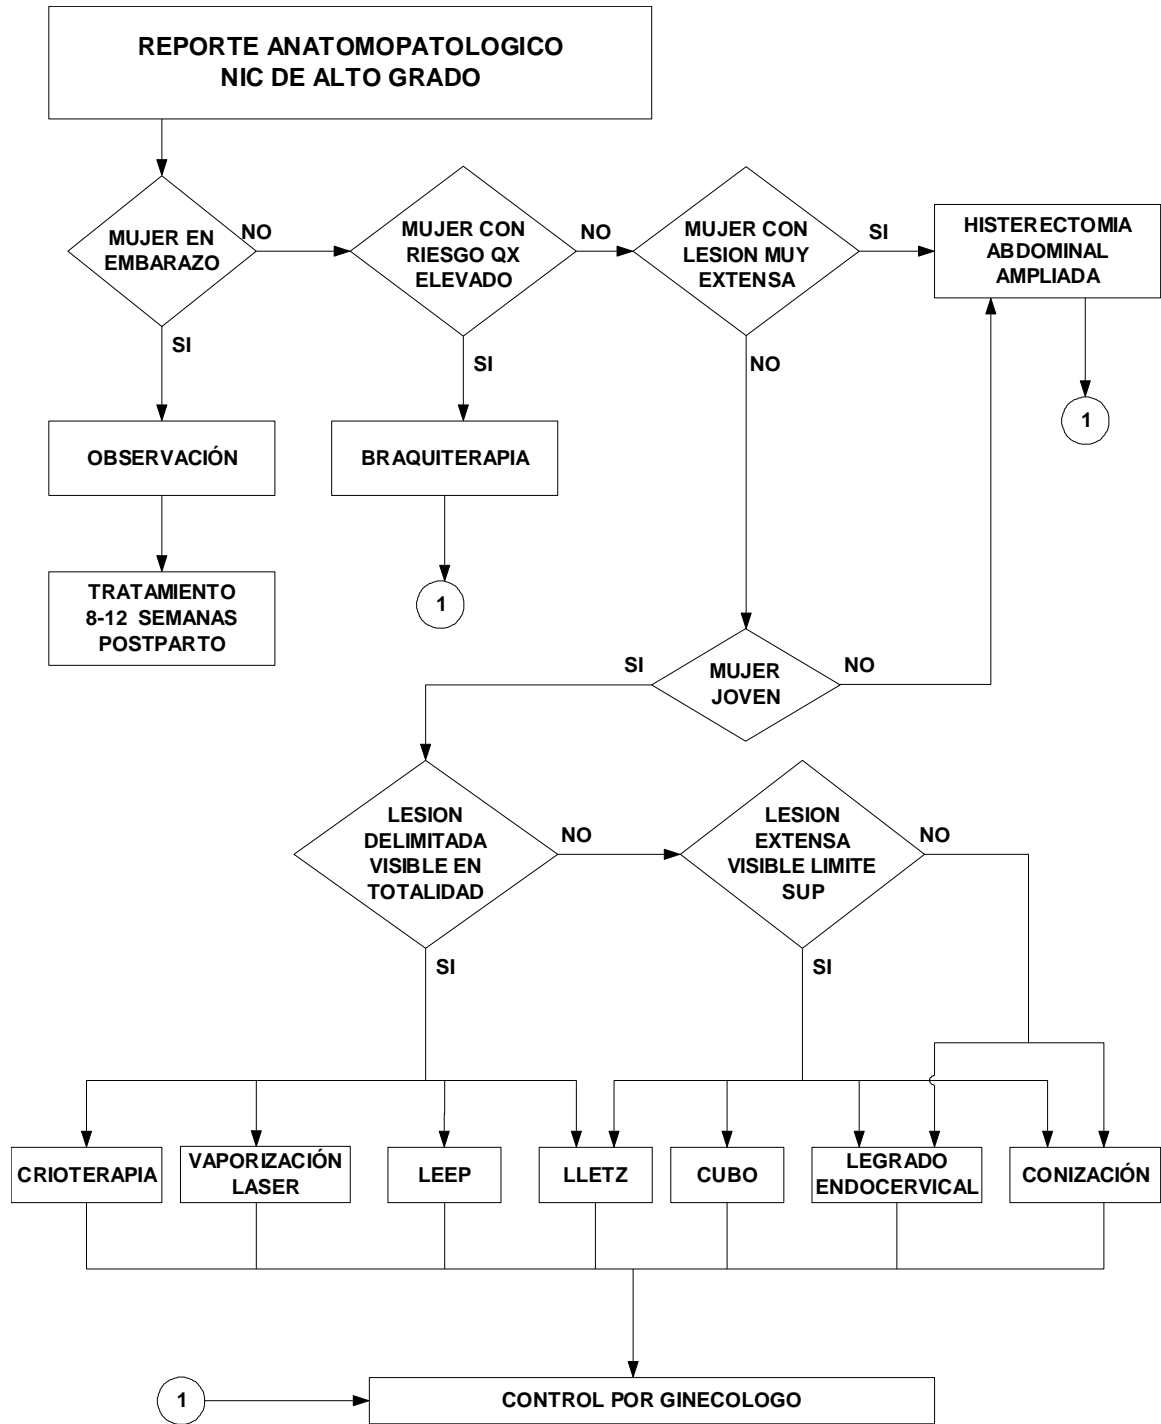 REPORTE ANATOMOPATOLOGICO
NIC DE ALTO GRADO
MUJER EN
EMBARAZO
NO
SI
MUJER CON
RIESGO QX
ELEVADO
NO
SI
MUJER CON
LESION MUY
EXTENSA
SI
NO
HISTERECTOMIA
ABDOMINAL
AMPLIADA
1
OBSERVACIÓN
BRAQUITERAPIA
TRATAMIENTO
8-12 SEMANAS
POSTPARTO
1
SI
MUJER
JOVEN
NO
LESION
DELIMITADA
VISIBLE EN
TOTALIDAD
NO
SI
LESION
EXTENSA
VISIBLE LIMITE
SUP
NO
SI
CRIOTERAPIA
VAPORIZACIÓN
LASER
LEEP
LLETZ
CUBO
LEGRADO
ENDOCERVICAL
CONIZACIÓN
1
CONTROL POR GINECOLOGO